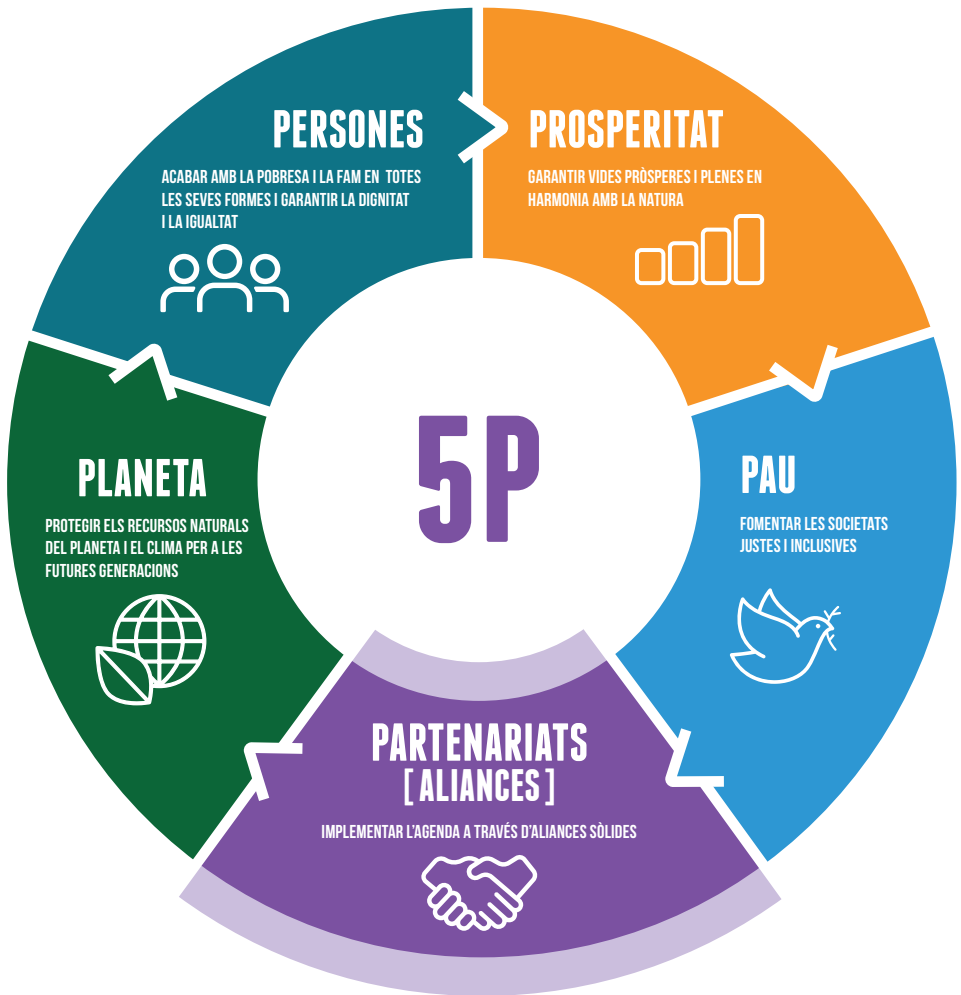 PERSONES
ACABAR AMB LA POBRESA I LA FAM EN TOTES
LES SEVES FORMES I GARANTIR LA DIGNITAT
I LA IGUALTAT
PROSPERITAT
GARANTIR VIDES PRÒSPERES I PLENES EN
HARMONIA AMB LA NATURA
5P
PLANETA
PROTEGIR ELS RECURSOS NATURALS
DEL PLANETA I EL CLIMA PER A LES
FUTURES GENERACIONS
PAU
FOMENTAR LES SOCIETATS
JUSTES I INCLUSIVES
PARTENARIATS
[ALIANCES]
IMPLEMENTAR L'AGENDA A TRAVÉS D'ALIANCES SÒLIDES